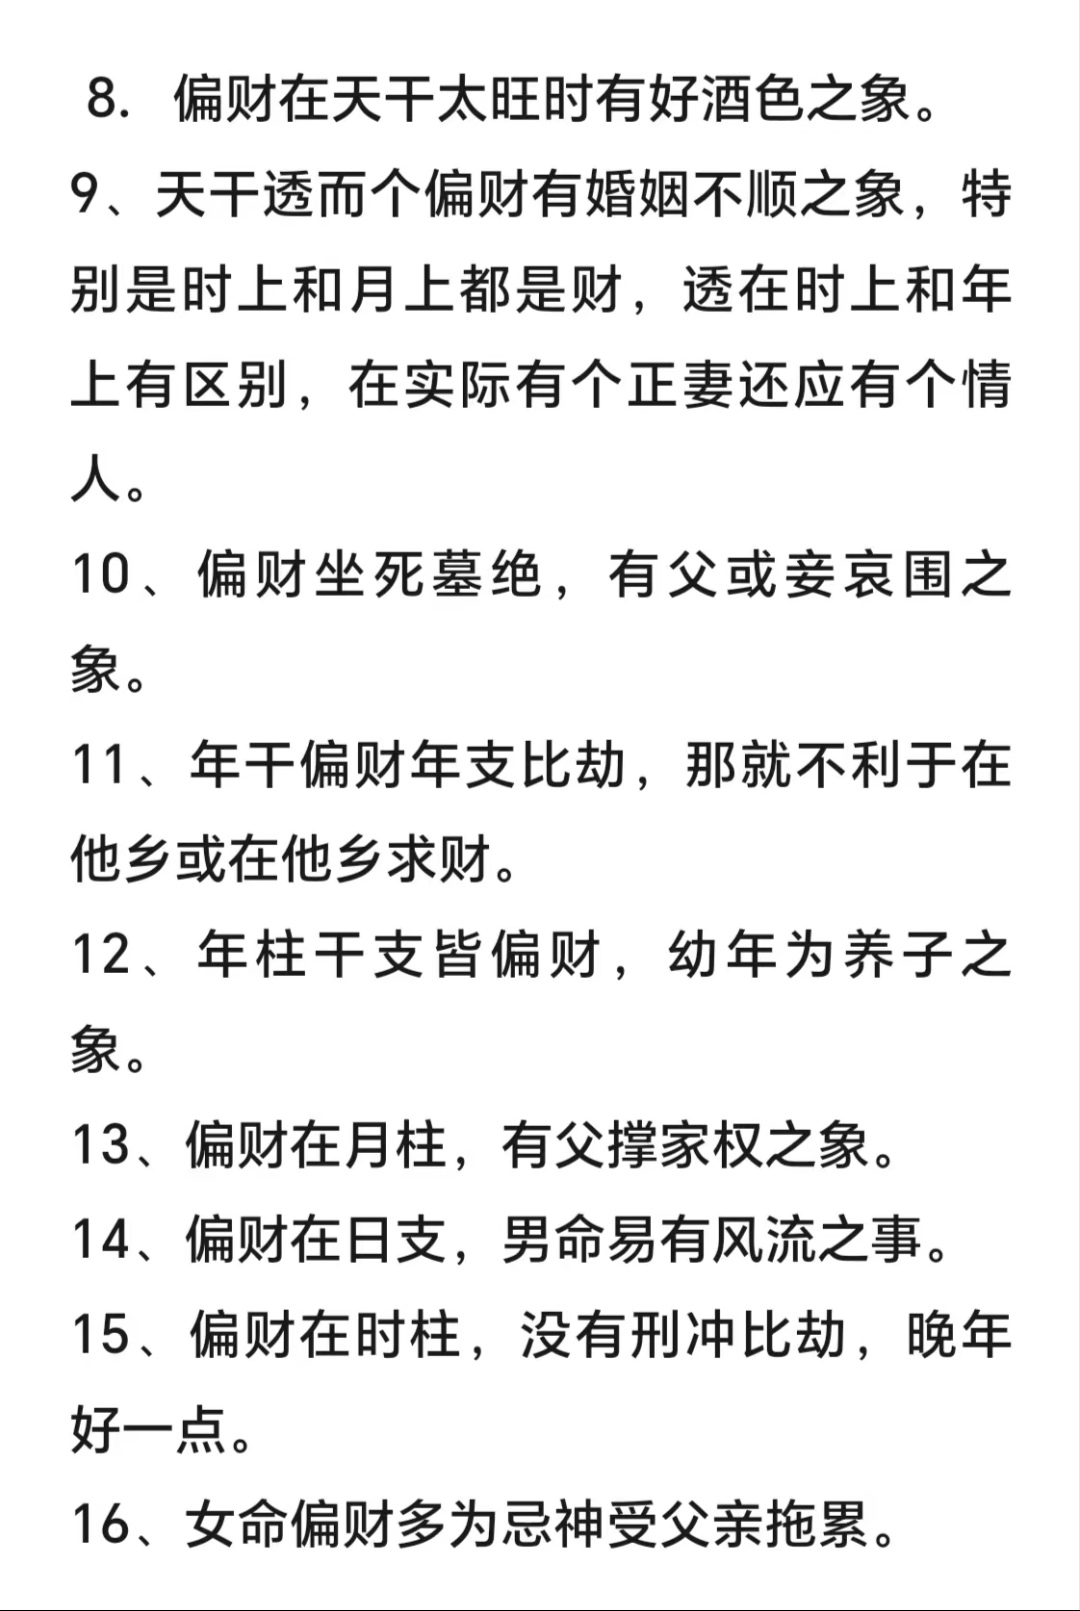 8. 偏财在天干太旺时有好酒色之象。
9、天干透而个偏财有婚姻不顺之象，特
别是时上和月上都是财，透在时上和年
上有区别，在实际有个正妻还应有个情
人。
10、偏财坐死墓绝，有父或妾哀围之
象。
11、年干偏财年支比劫，那就不利于在
他乡或在他乡求财。
12、年柱干支皆偏财，幼年为养子之
象。
13、偏财在月柱，有父撑家权之象。
14、偏财在日支，男命易有风流之事。
15、偏财在时柱，没有刑冲比劫，晚年
好一点。
16、女命偏财多为忌神受父亲拖累。